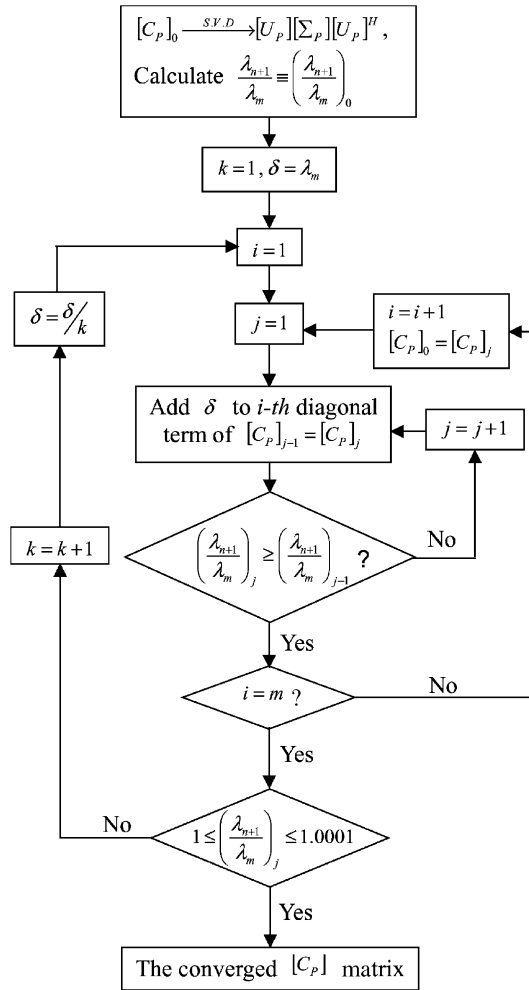 [C_P]_0 —S.V.D→ [U_P][Σ_P][U_P]^H ,
Calculate λ_{n+1}/λ_m ≡ (λ_{n+1}/λ_m)_0
k=1, δ=λ_m
i=1
δ=δ/k
j=1
i=i+1
[C_P]_0=[C_P]_j
Add δ to i-th diagonal
term of [C_P]_{j-1}=[C_P]_j
j=j+1
k=k+1
(λ_{n+1}/λ_m)_j ≥ (λ_{n+1}/λ_m)_{j-1} ?
No
Yes
i=m ?
No
Yes
No
1≤(λ_{n+1}/λ_m)_j≤1.0001
Yes
The converged [C_P] matrix